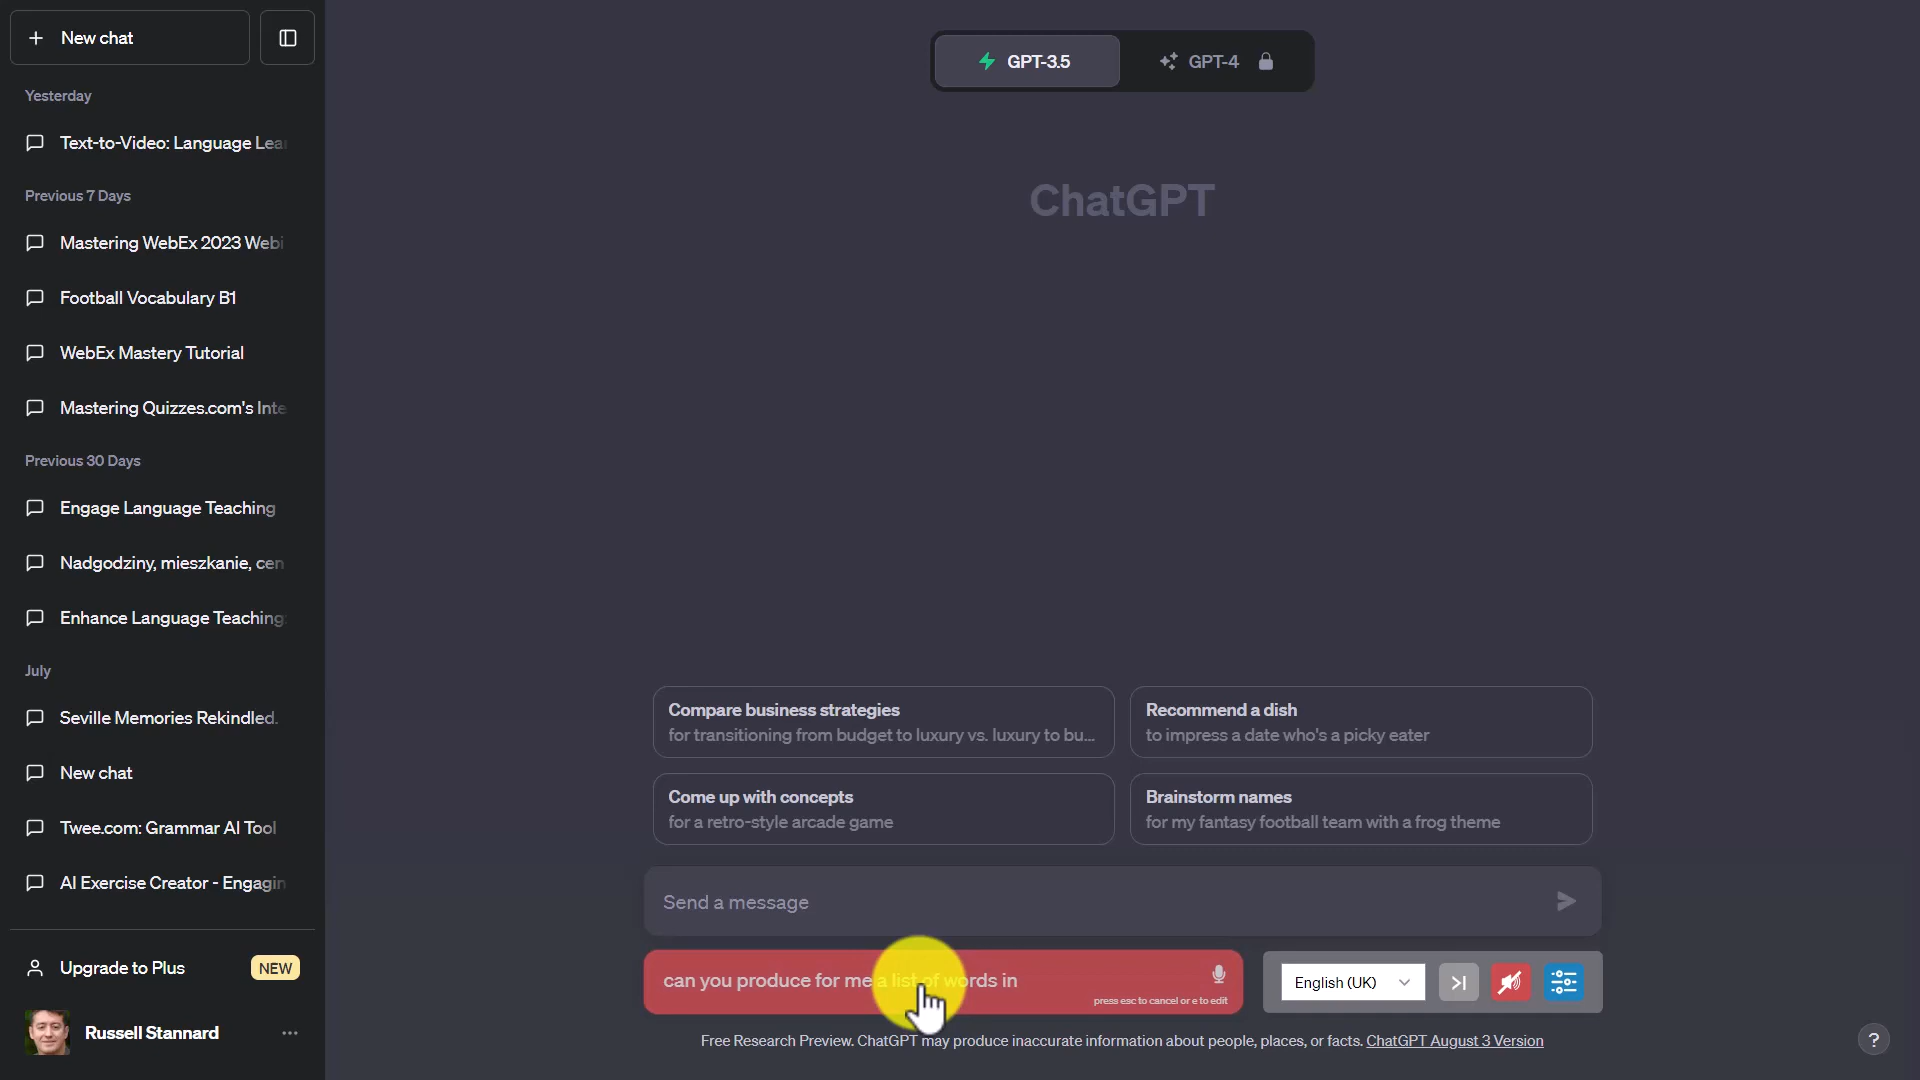 New chat
Yesterday
Text-to-Video: Language Lear
Previous 7 Days
Mastering WebEx 2023 Webi
Football Vocabulary B1
WebEx Mastery Tutorial
Mastering Quizzes.com's Inte
Previous 30 Days
Engage Language Teaching
Nadgodziny, mieszkanie, cen
Enhance Language Teaching:
July
Seville Memories Rekindled.
New chat
Twee.com: Grammar AI Tool
AI Exercise Creator - Engagin
Upgrade to Plus NEW
Russell Stannard
GPT-3.5
GPT-4
ChatGPT
Compare business strategies
for transitioning from budget to luxury vs. luxury to bu...
Recommend a dish
to impress a date who's a picky eater
Come up with concepts
for a retro-style arcade game
Brainstorm names
for my fantasy football team with a frog theme
Send a message
can you produce for me a list of words in
press esc to cancel or e to edit
English (UK)
Free Research Preview. ChatGPT may produce inaccurate information about people, places, or facts. ChatGPT August 3 Version
?